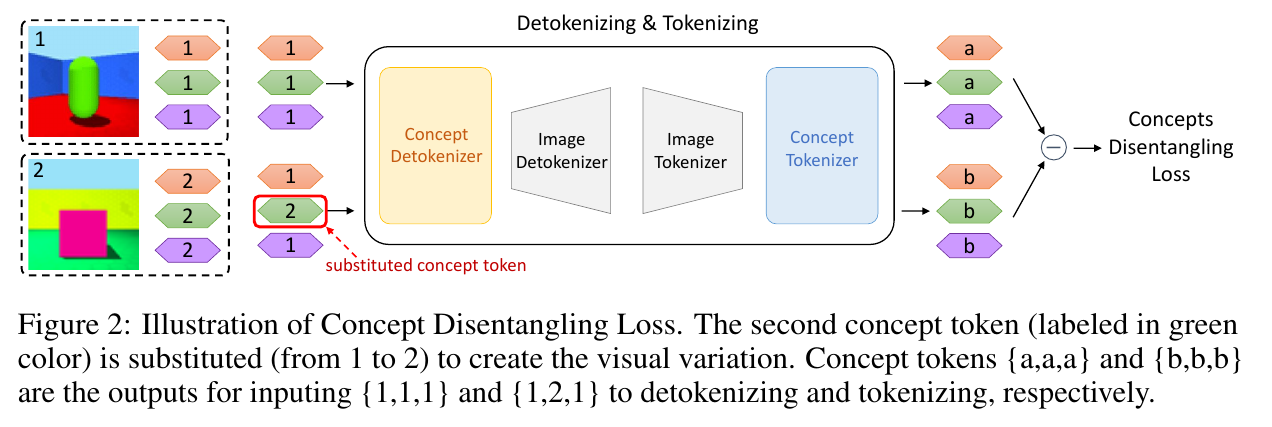 Detokenizing & Tokenizing
1
1
1
1
1
1
1
Concept
Detokenizer
Image
Detokenizer
Image
Tokenizer
Concept
Tokenizer
a
a
a
Concepts
Disentangling
Loss
2
2
2
2
1
2
1
substituted concept token
b
b
b
Figure 2: Illustration of Concept Disentangling Loss. The second concept token (labeled in green
color) is substituted (from 1 to 2) to create the visual variation. Concept tokens {a,a,a} and {b,b,b}
are the outputs for inputing {1,1,1} and {1,2,1} to detokenizing and tokenizing, respectively.